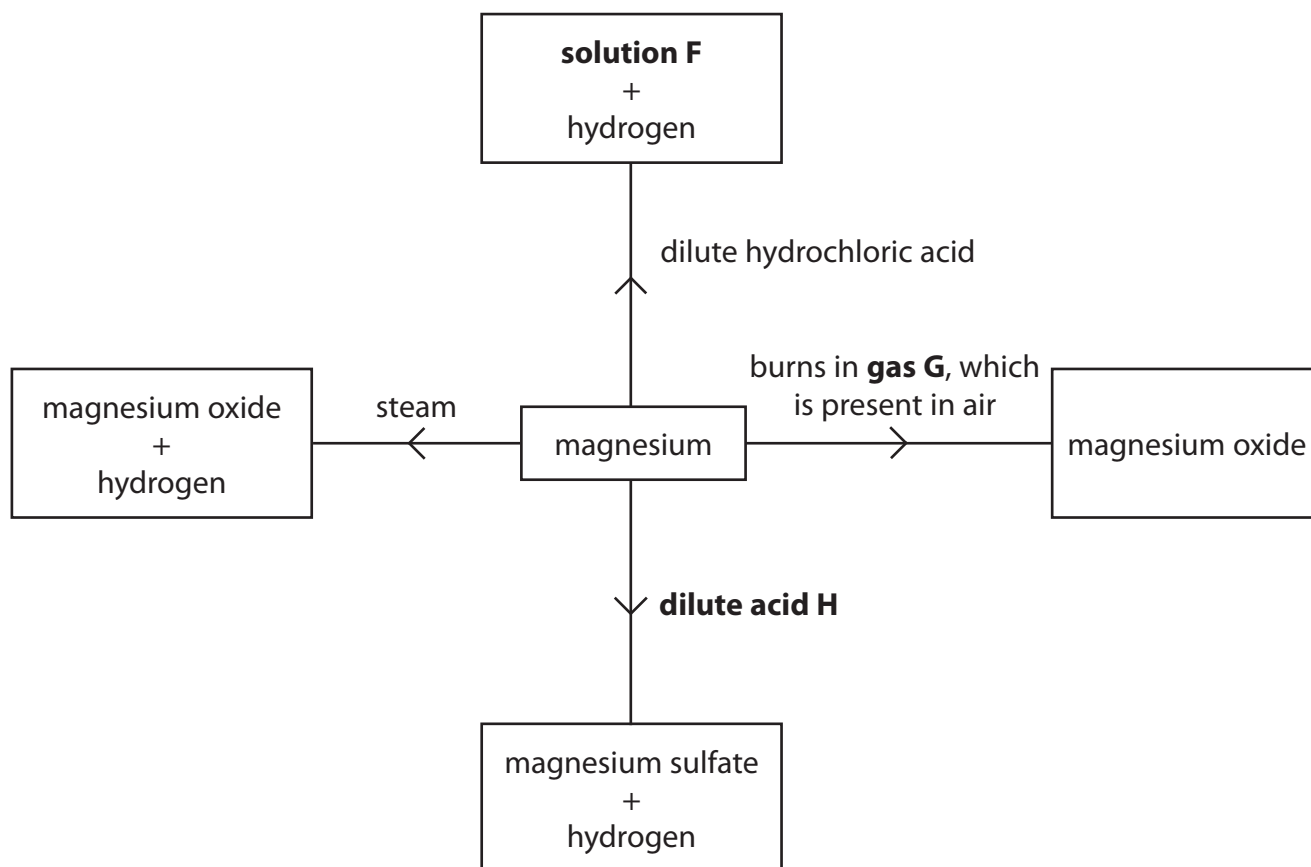 solution F
+
hydrogen
dilute hydrochloric acid
burns in gas G, which
is present in air
magnesium oxide
+
hydrogen
steam
magnesium
magnesium oxide
dilute acid H
magnesium sulfate
+
hydrogen